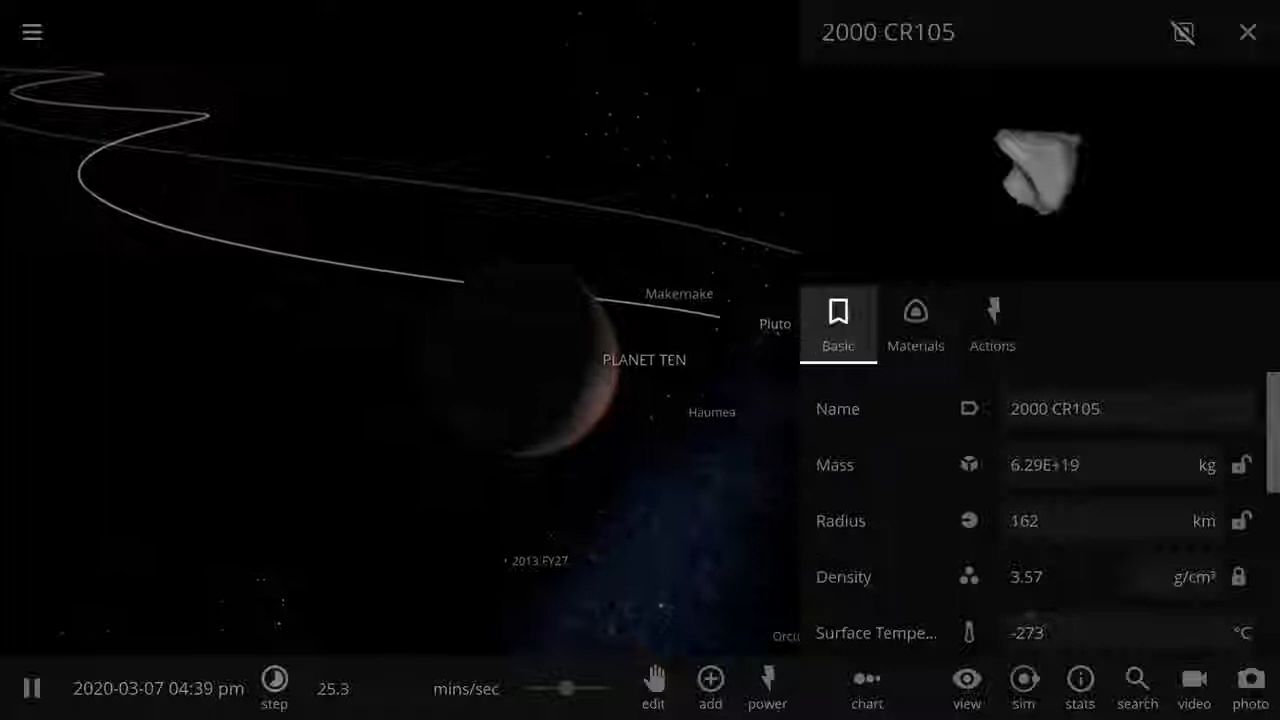 2000 CR105
Makemake
Pluto
PLANET TEN
Haumea
2013 FY27
Basic
Materials
Actions
Name 2000 CR105
Mass 6.29E+19 kg
Radius 162 km
Density 3.57 g/cm³
Surface Tempe... -273 °C
2020-03-07 04:39 pm
step
25.3 mins/sec
edit
add
power
chart
view
sim
stats
search
video
photo